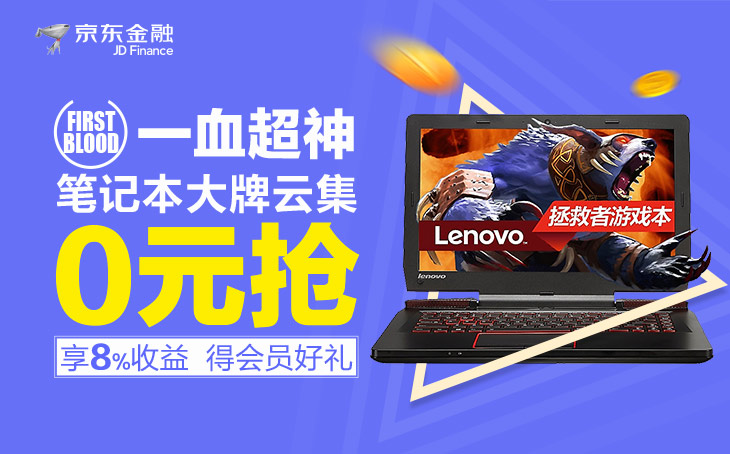 京东金融
JD Finance
FIRST
BLOOD
一血超神
笔记本大牌云集
0元抢
享8%收益 得会员好礼
Lenovo™
拯救者游戏本
lenovo